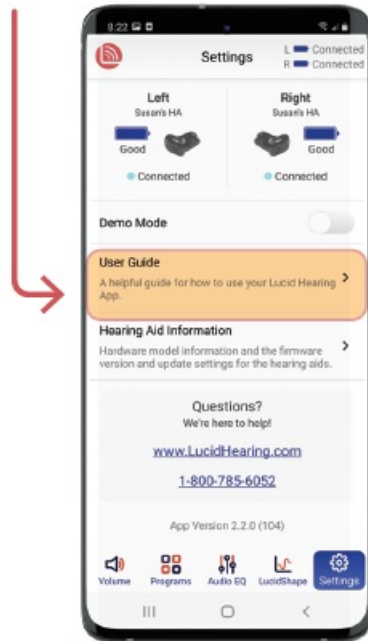 9:22
Settings
L Connected
R Connected
Left
Susan's HA
Good
Connected
Right
Susan's HA
Good
Connected
Demo Mode
User Guide
A helpful guide for how to use your Lucid Hearing
App.
Hearing Aid Information
Hardware model information and the firmware
version and update settings for the hearing aids.
Questions?
We're here to help!
www.LucidHearing.com
1-800-785-6052
App Version 2.2.0 (104)
Volume
Programs
Audio EQ
LucidShape
Settings